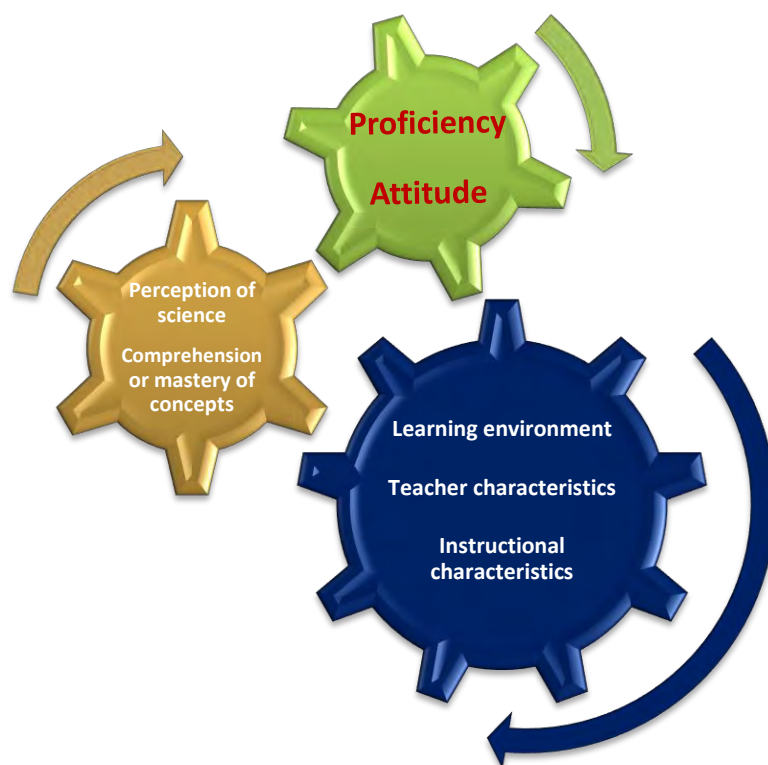 Proficiency
Attitude
Perception of
science
Comprehension
or mastery of
concepts
Learning environment
Teacher characteristics
Instructional
characteristics